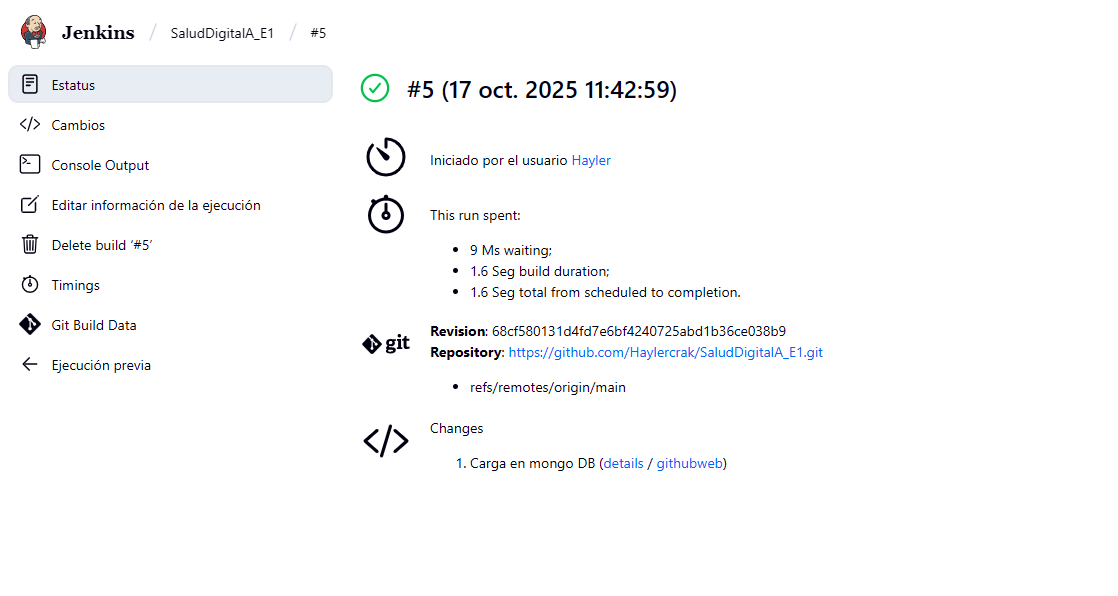 Jenkins / SaludDigitalA_E1 / #5
Estatus
Cambios
Console Output
Editar información de la ejecución
Delete build ‘#5’
Timings
Git Build Data
Ejecución previa
#5 (17 oct. 2025 11:42:59)
Iniciado por el usuario Hayler
This run spent:
• 9 Ms waiting;
• 1.6 Seg build duration;
• 1.6 Seg total from scheduled to completion.
git
Revision: 68cf580131d4fd7e6bf4240725abd1b36ce038b9
Repository: https://github.com/Haylercrak/SaludDigitalA_E1.git
• refs/remotes/origin/main
Changes
1. Carga en mongo DB (details / githubweb)